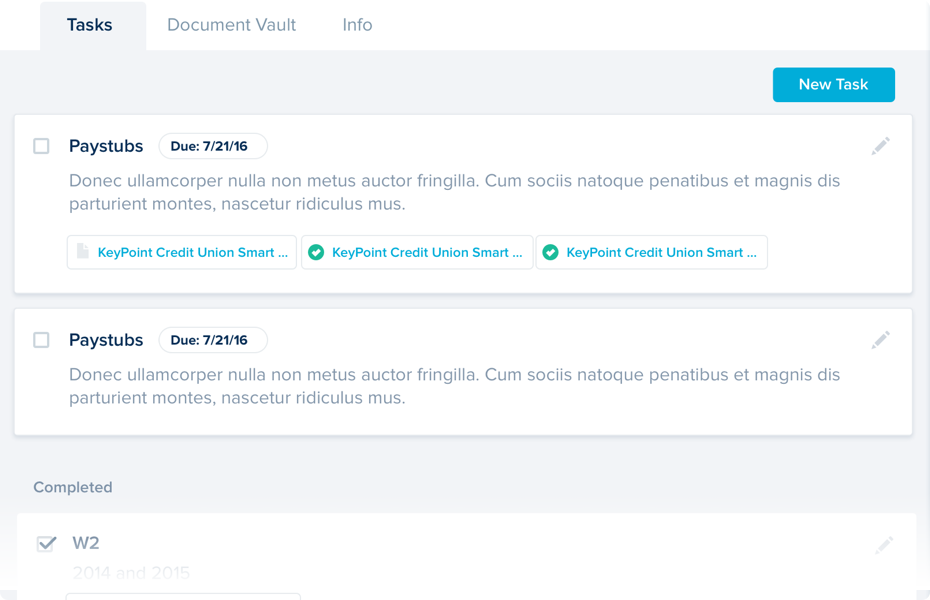 Tasks Document Vault Info
New Task
Paystubs Due: 7/21/16
Donec ullamcorper nulla non metus auctor fringilla. Cum sociis natoque penatibus et magnis dis
parturient montes, nascetur ridiculus mus.
KeyPoint Credit Union Smart ... KeyPoint Credit Union Smart ... KeyPoint Credit Union Smart ...
Paystubs Due: 7/21/16
Donec ullamcorper nulla non metus auctor fringilla. Cum sociis natoque penatibus et magnis dis
parturient montes, nascetur ridiculus mus.
Completed
W2
2014 and 2015